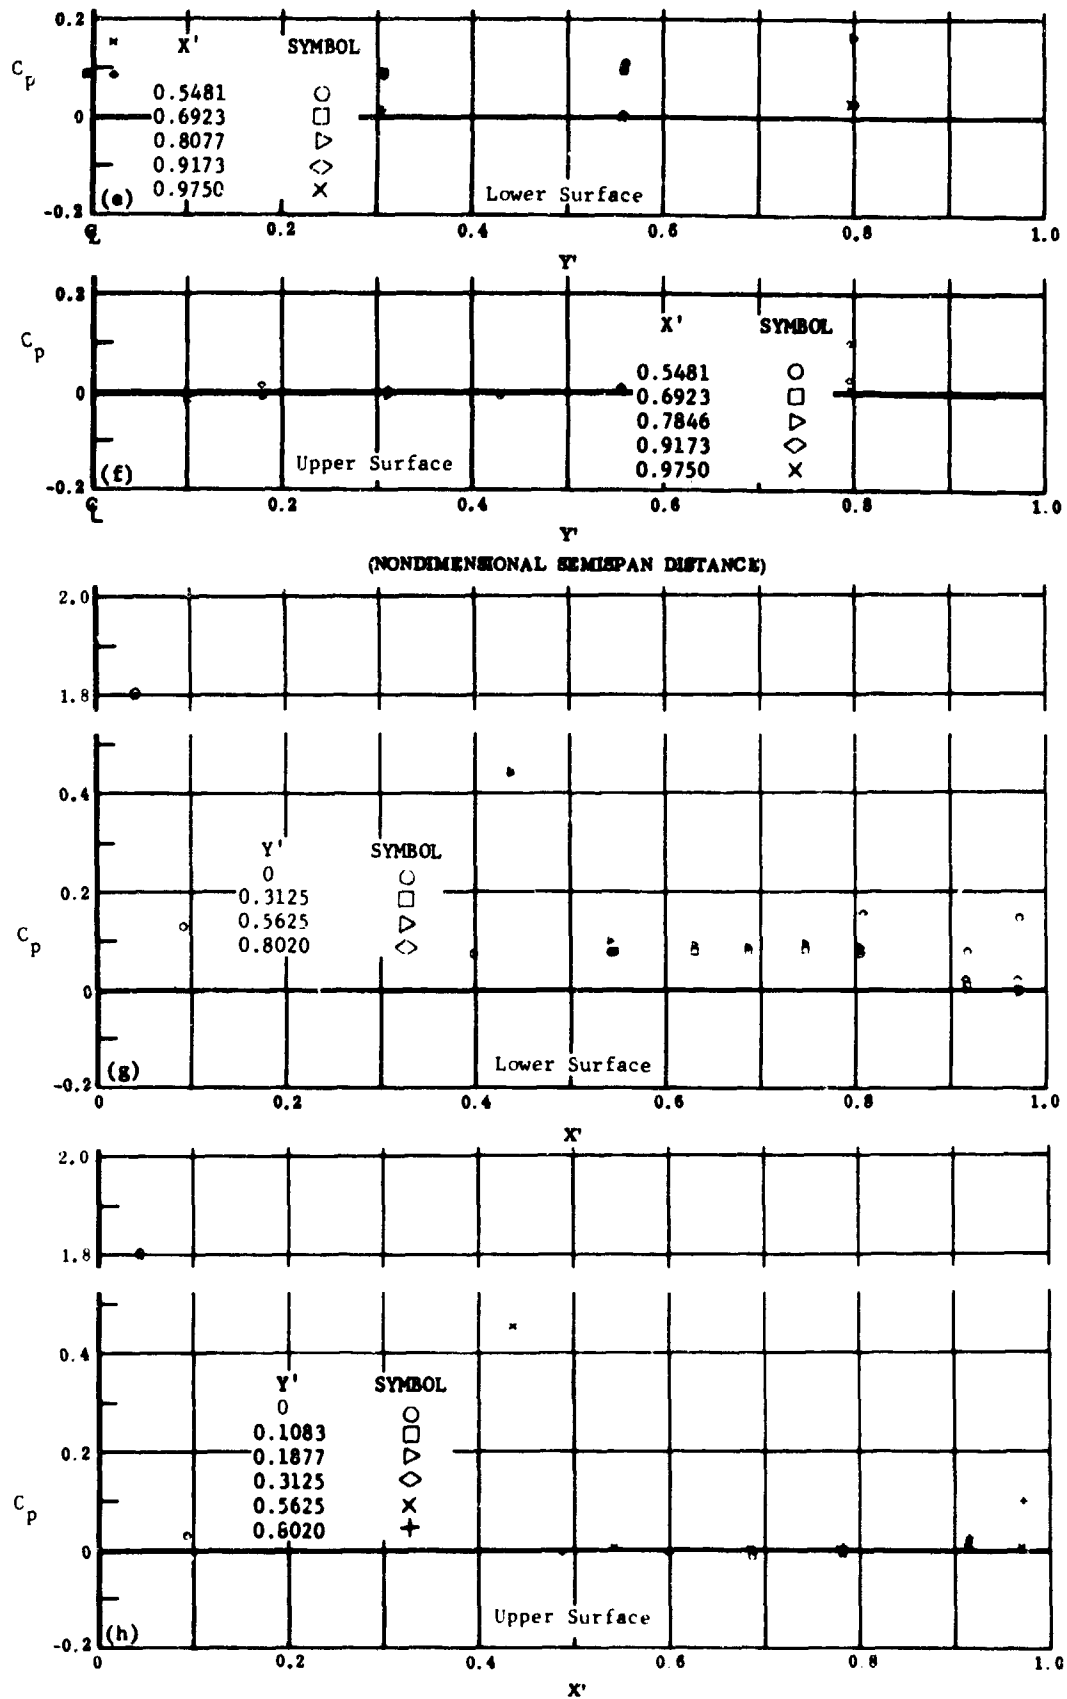 0.2
X' SYMBOL
C p
0.5481
0 0.6923
0.8077
0.9173
0.9750 ×
(e) Lower Surface
-0.2
℄ 0.2 0.4 0.6 0.8 1.0
Y'
0.2
X' SYMBOL
C p
0.5481
0 0.6923
0.7846
0.9173
(f) Upper Surface 0.9750 ×
-0.2
℄ 0.2 0.4 0.6 0.8 1.0
Y'
(NONDIMENSIONAL SEMISPAN DISTANCE)
2.0
1.8
0.4
Y' SYMBOL
0
0.2 0.3125
0.5625
C p 0.8020
0
(g) Lower Surface
-0.2
0 0.2 0.4 0.6 0.8 1.0
X'
2.0
1.8
0.4
Y' SYMBOL
0
0.1083
0.2 0.1877
0.3125
C p 0.5625 ×
0.8020 +
0
(h) Upper Surface
-0.2
0 0.2 0.4 0.6 0.8 1.0
X'